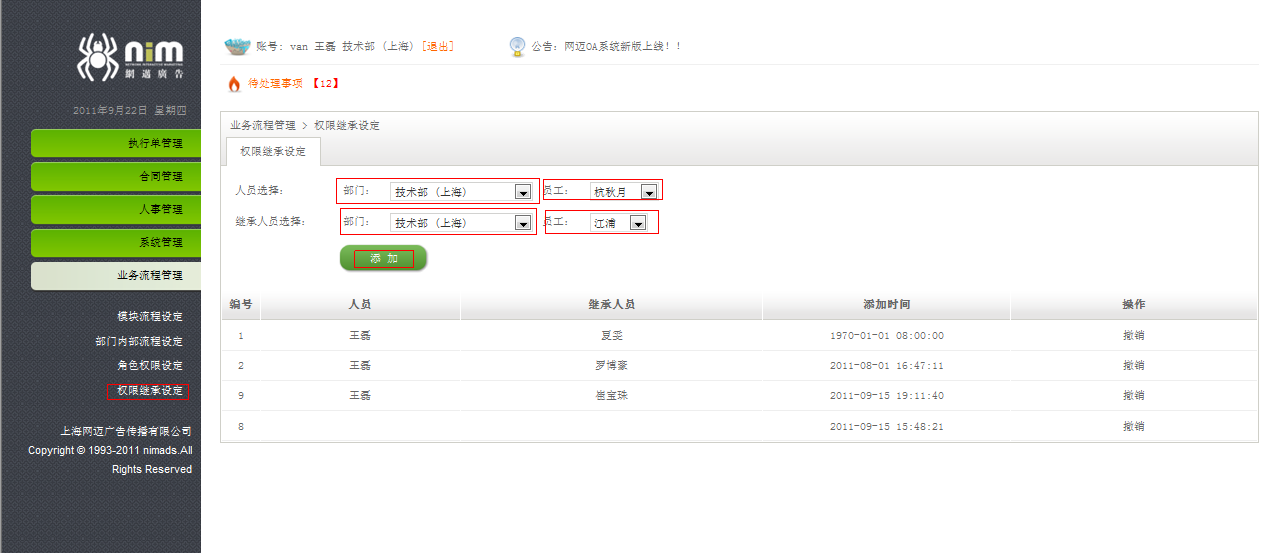 nim
NETWORK INTERACTIVE MARKETING
網邁廣告
2011年9月22日 星期四
执行单管理
合同管理
人事管理
系统管理
业务流程管理
模块流程设定
部门内部流程设定
角色权限设定
权限继承设定
上海网迈广告传播有限公司
Copyright © 1993-2011 nimads.All
Rights Reserved
账号: van 王磊 技术部 (上海) [退出]
公告: 网迈OA系统新版上线！！
待处理事项 【12】
业务流程管理 > 权限继承设定
权限继承设定
人员选择: 部门: 技术部 (上海) 员工: 杭秋月
继承人员选择: 部门: 技术部 (上海) 员工: 江浦
添 加
编号 人员 继承人员 添加时间 操作
1 王磊 夏雯 1970-01-01 08:00:00 撤销
2 王磊 罗博豪 2011-08-01 16:47:11 撤销
9 王磊 崔宝珠 2011-09-15 19:11:40 撤销
8 2011-09-15 15:48:21 撤销